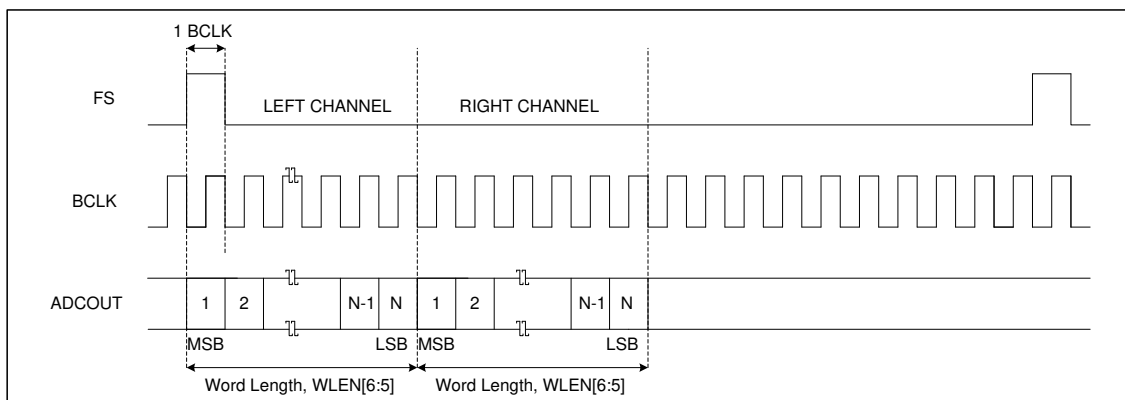 1 BCLK
FS
LEFT CHANNEL RIGHT CHANNEL
BCLK
ADCOUT 1 2 N-1 N 1 2 N-1 N
MSB LSB MSB LSB
Word Length, WLEN[6:5] Word Length, WLEN[6:5]